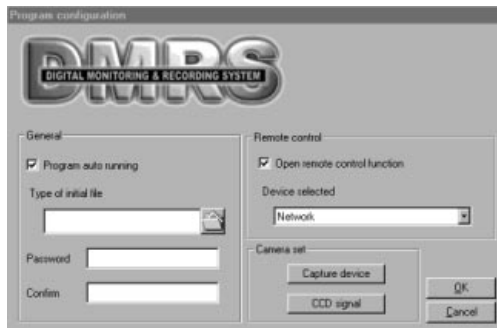 Program configuration
DMRS
DIGITAL MONITORING & RECORDING SYSTEM
General
Program auto running
Type of initial file
Password
Confirm
Remote control
Open remote control function
Device selected
Network
Camera set
Capture device
CCD signal
OK
Cancel